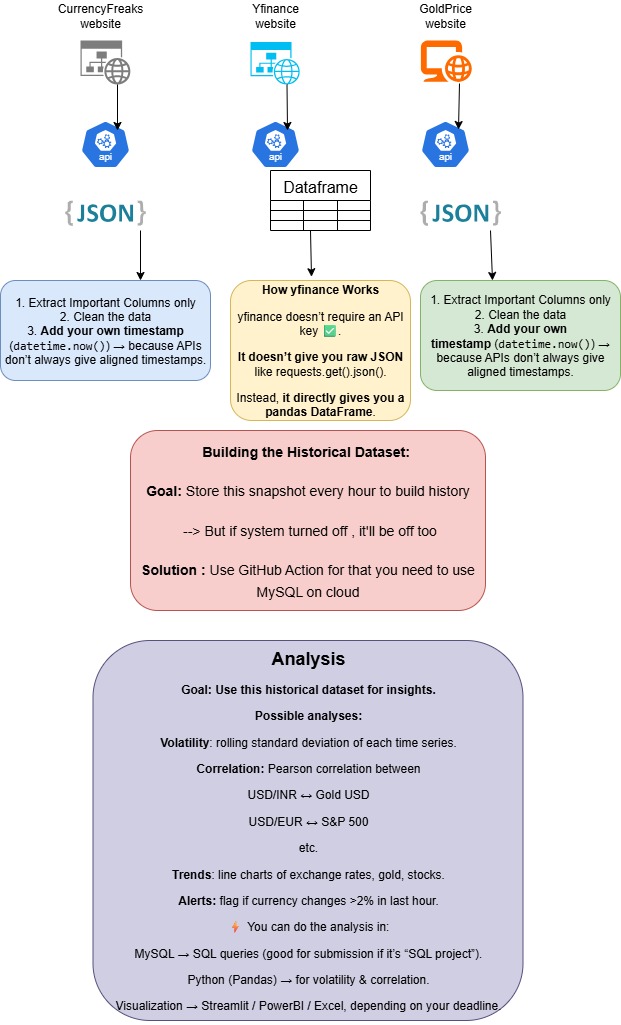 CurrencyFreaks
website
Yfinance
website
GoldPrice
website
api
api
api
{JSON}
Dataframe
{JSON}
1. Extract Important Columns only
2. Clean the data
3. Add your own timestamp
(datetime.now()) → because APIs
don't always give aligned timestamps.
How yfinance Works
yfinance doesn't require an API
key ✅ .
It doesn't give you raw JSON
like requests.get().json().
Instead, it directly gives you a
pandas DataFrame.
1. Extract Important Columns only
2. Clean the data
3. Add your own
timestamp (datetime.now()) →
because APIs don't always give
aligned timestamps.
Building the Historical Dataset:
Goal: Store this snapshot every hour to build history
--> But if system turned off , it'll be off too
Solution : Use GitHub Action for that you need to use
MySQL on cloud
Analysis
Goal: Use this historical dataset for insights.
Possible analyses:
Volatility: rolling standard deviation of each time series.
Correlation: Pearson correlation between
USD/INR ↔ Gold USD
USD/EUR ↔ S&P 500
etc.
Trends: line charts of exchange rates, gold, stocks.
Alerts: flag if currency changes >2% in last hour.
⚡ You can do the analysis in:
MySQL → SQL queries (good for submission if it's “SQL project”).
Python (Pandas) → for volatility & correlation.
Visualization → Streamlit / PowerBI / Excel, depending on your deadline.